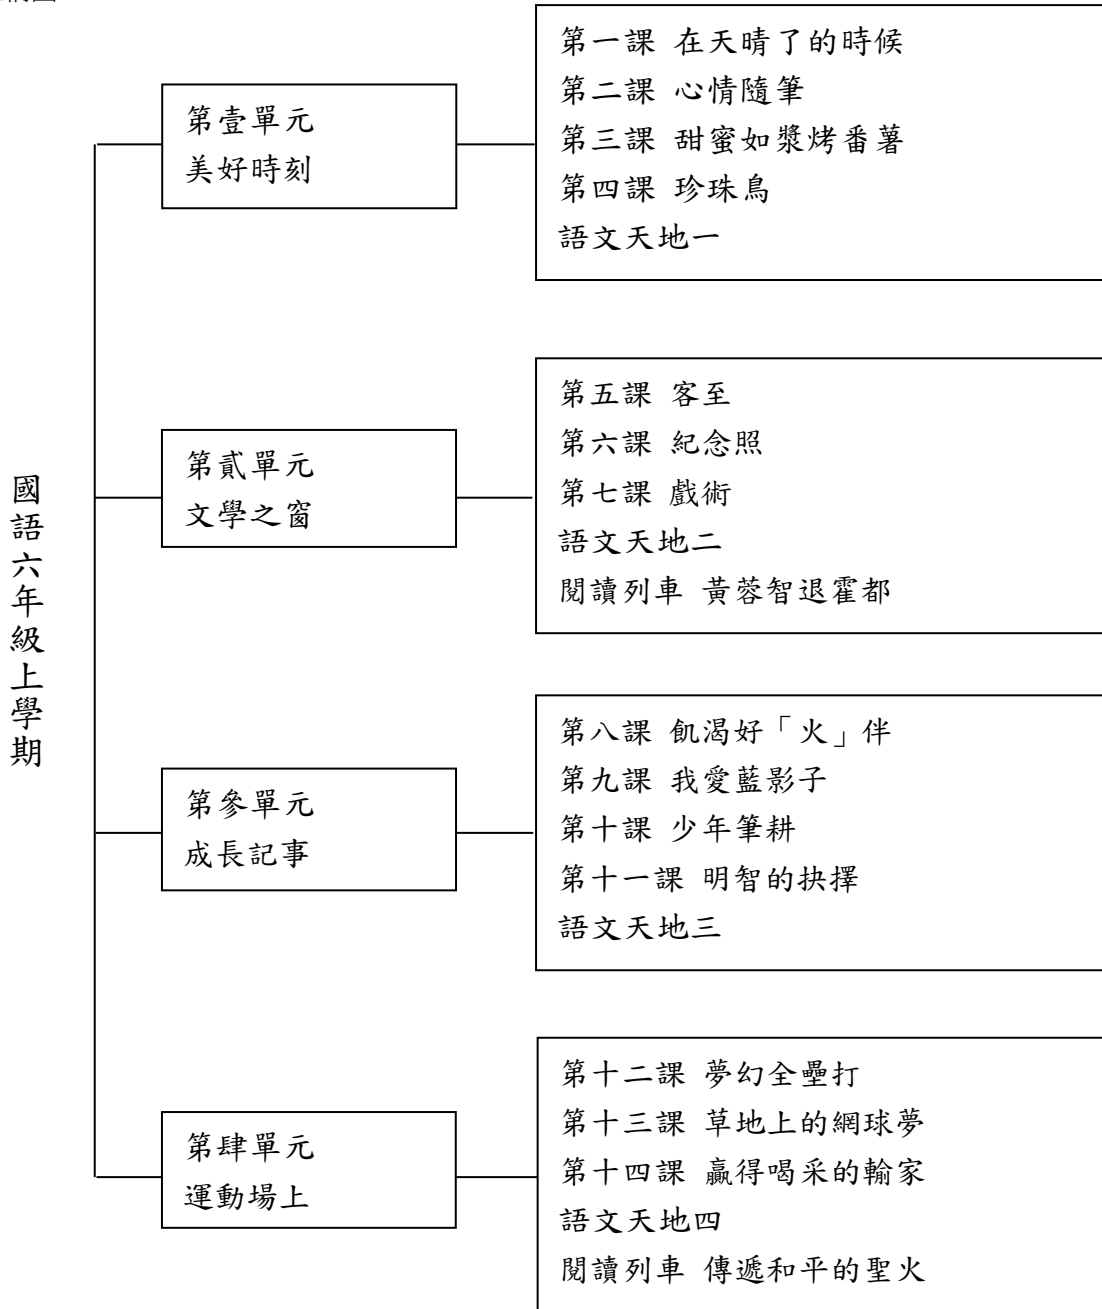 國語六年級上學期
第壹單元
美好時刻
第一課 在天晴了的時候
第二課 心情隨筆
第三課 甜蜜如漿烤番薯
第四課 珍珠鳥
語文天地一
第貳單元
文學之窗
第五課 客至
第六課 紀念照
第七課 戲術
語文天地二
閱讀列車 黃蓉智退霍都
第參單元
成長記事
第八課 飢渴好「火」伴
第九課 我愛藍影子
第十課 少年筆耕
第十一課 明智的抉擇
語文天地三
第肆單元
運動場上
第十二課 夢幻全壘打
第十三課 草地上的網球夢
第十四課 贏得喝采的輸家
語文天地四
閱讀列車 傳遞和平的聖火